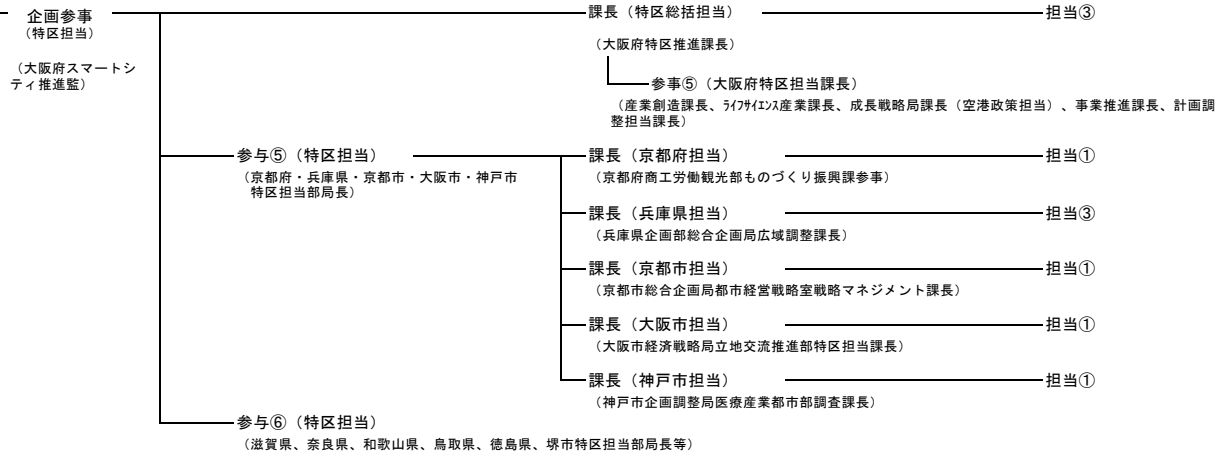 企画参事
（特区担当）
（大阪府スマートシ
ティ推進監）
課長（特区総括担当）
担当③
（大阪府特区推進課長）
参事⑤（大阪府特区担当課長）
（産業創造課長、ﾗｲﾌｻｲｴﾝｽ産業課長、成長戦略局課長（空港政策担当）、事業推進課長、計画調
整担当課長）
参与⑤（特区担当）
（京都府・兵庫県・京都市・大阪市・神戸市
特区担当部局長）
課長（京都府担当）
担当①
（京都府商工労働観光部ものづくり振興課参事）
課長（兵庫県担当）
担当③
（兵庫県企画部総合企画局広域調整課長）
課長（京都市担当）
担当①
（京都市総合企画局都市経営戦略室戦略マネジメント課長）
課長（大阪市担当）
担当①
（大阪市経済戦略局立地交流推進部特区担当課長）
課長（神戸市担当）
担当①
（神戸市企画調整局医療産業都市部調査課長）
参与⑥（特区担当）
（滋賀県、奈良県、和歌山県、鳥取県、徳島県、堺市特区担当部局長等）